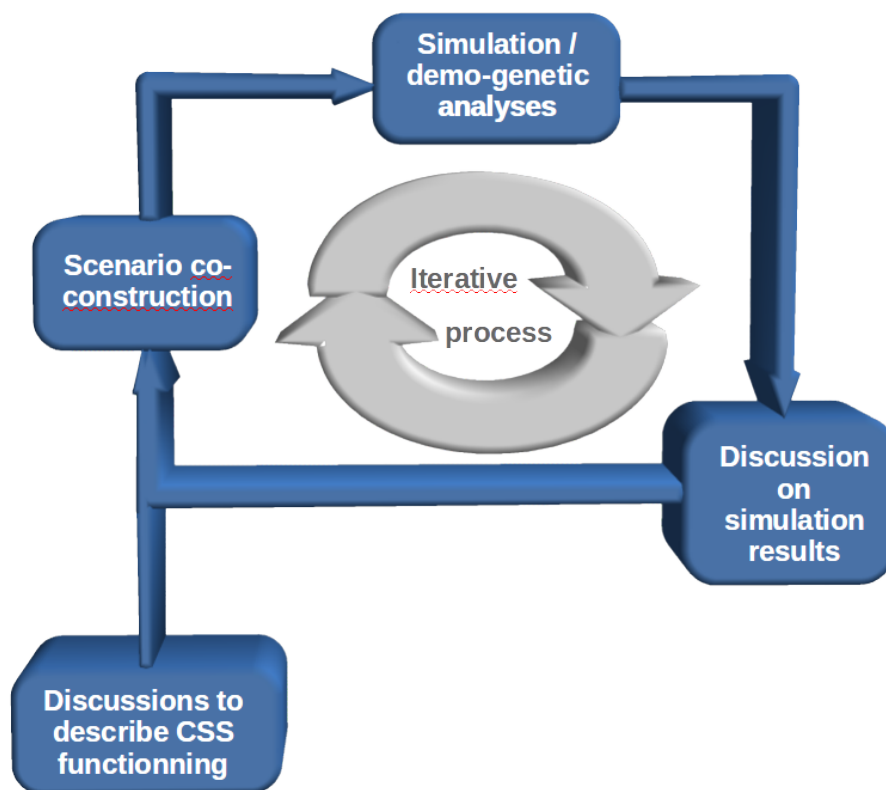 Simulation /
demo-genetic
analyses
Scenario co-
construction
Iterative
process
Discussion
on
simulation
results
Discussions to
describe CSS
functionning